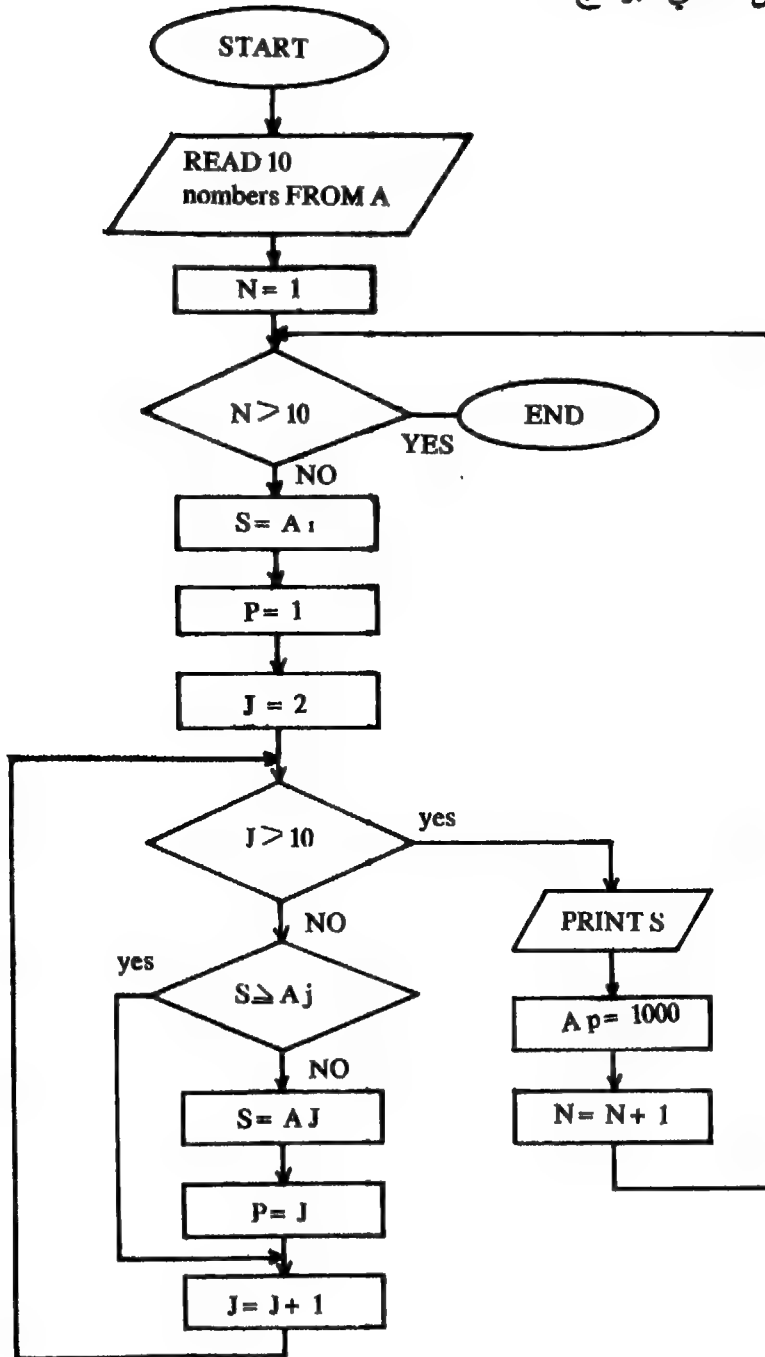 START
READ 10
nombers FROM A
N= 1
N > 10
YES
END
NO
S= A 1
P= 1
J = 2
J > 10
yes
NO
PRINT S
yes
S ≥ A j
A p= 1000
NO
N= N+ 1
S= A J
P= J
J= J+ 1